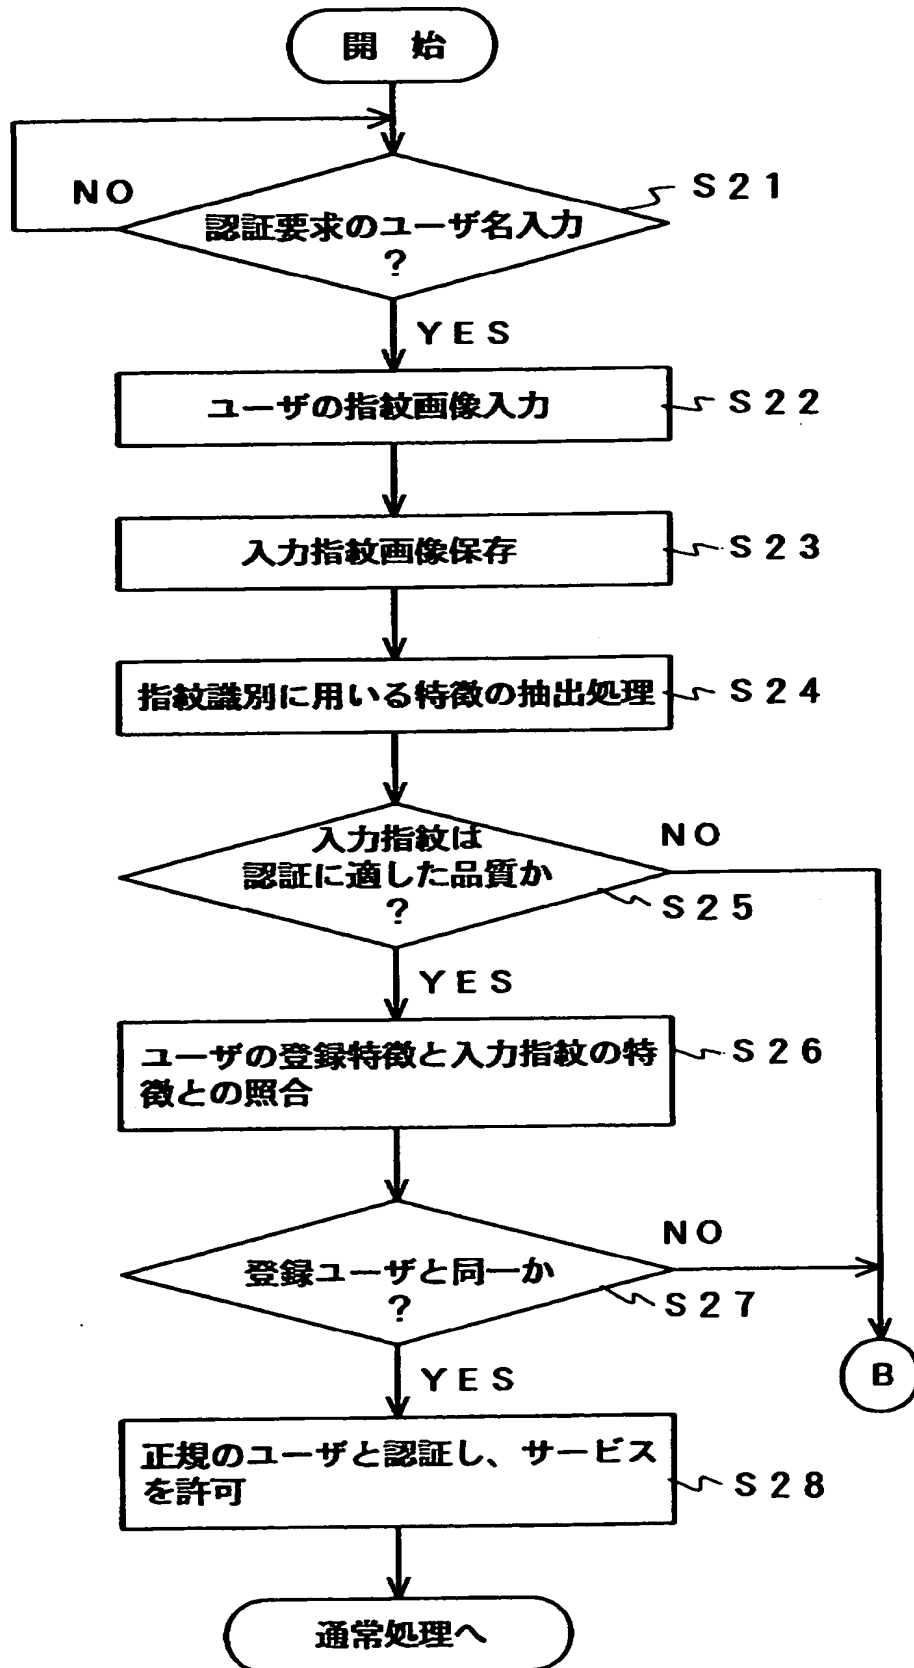 開 始
NO
S21
認証要求のユーザ名入力
?
YES
ユーザの指紋画像入力
S22
入力指紋画像保存
S23
指紋識別に用いる特徴の抽出処理
S24
入力指紋は
認証に適した品質か
?
NO
S25
YES
ユーザの登録特徴と入力指紋の特
徴との照合
S26
登録ユーザと同一か
?
NO
S27
B
YES
正規のユーザと認証し、サービス
を許可
S28
通常処理へ